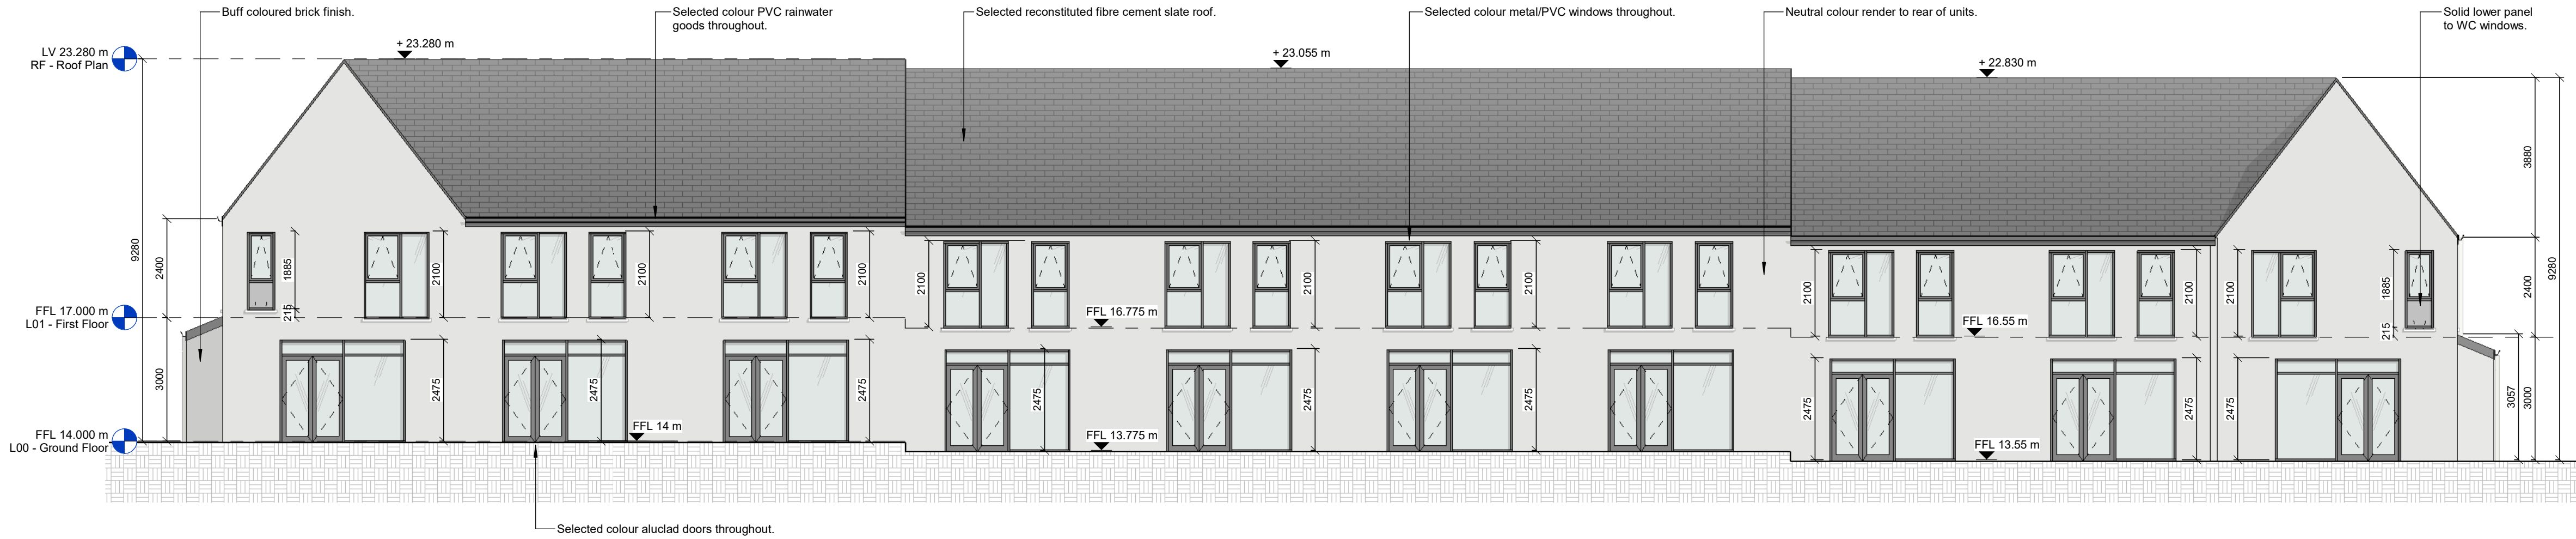 Buff coloured brick finish.
Selected colour PVC rainwater
goods throughout.
Selected reconstituted fibre cement slate roof.
Selected colour metal/PVC windows throughout.
Neutral colour render to rear of units.
Solid lower panel
to WC windows.
LV 23.280 m
RF - Roof Plan
+ 23.280 m
+ 23.055 m
+ 22.830 m
9280
2400
3000
1885
215
2100
2100
2100
2100
2100
2100
2100
2100
2100
1885
215
3880
2400
9280
FFL 17.000 m
L01 - First Floor
FFL 16.775 m
FFL 16.55 m
2475
2475
2475
2475
2475
2475
2475
2475
2475
3057
3000
FFL 14.000 m
L00 - Ground Floor
FFL 14 m
FFL 13.775 m
FFL 13.55 m
Selected colour aluclad doors throughout.